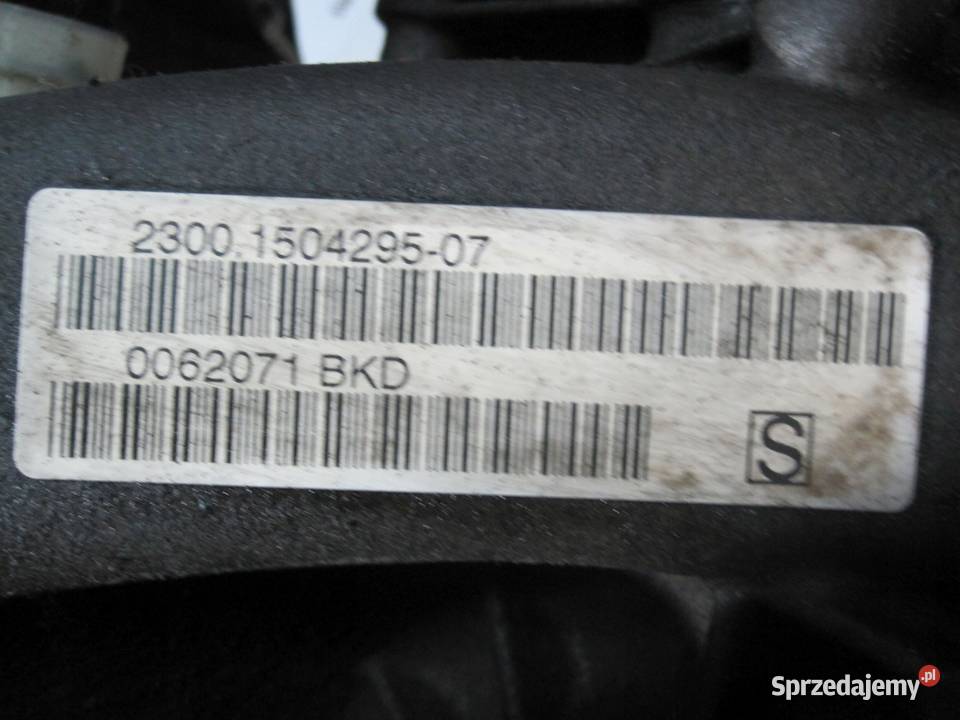 2300.1504295-07
0062071 BKD
S
Sprzedajemy.pl